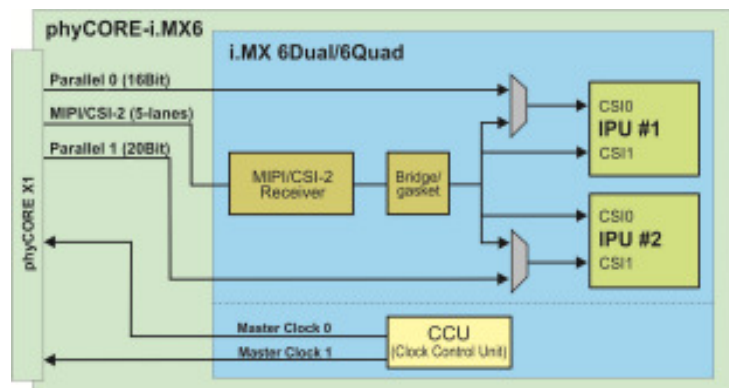 phyCORE-i.MX6
i.MX 6Dual/6Quad
Parallel 0 (16Bit)
MIPI/CSI-2 (5-lanes)
Parallel 1 (20Bit)
phyCORE X1
MIPI/CSI-2
Receiver
Bridge/
gasket
CSI0
IPU #1
CSI1
CSI0
IPU #2
CSI1
Master Clock 0
Master Clock 1
CCU
(Clock Control Unit)